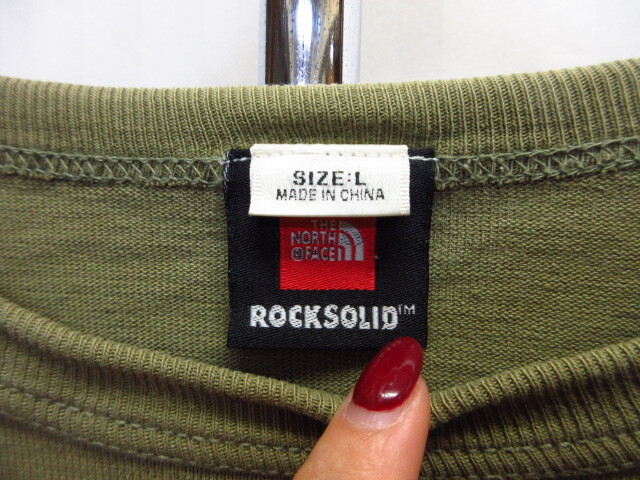 SIZE:L
MADE IN CHINA
THE
NORTH
FACE
ROCKSOLID™